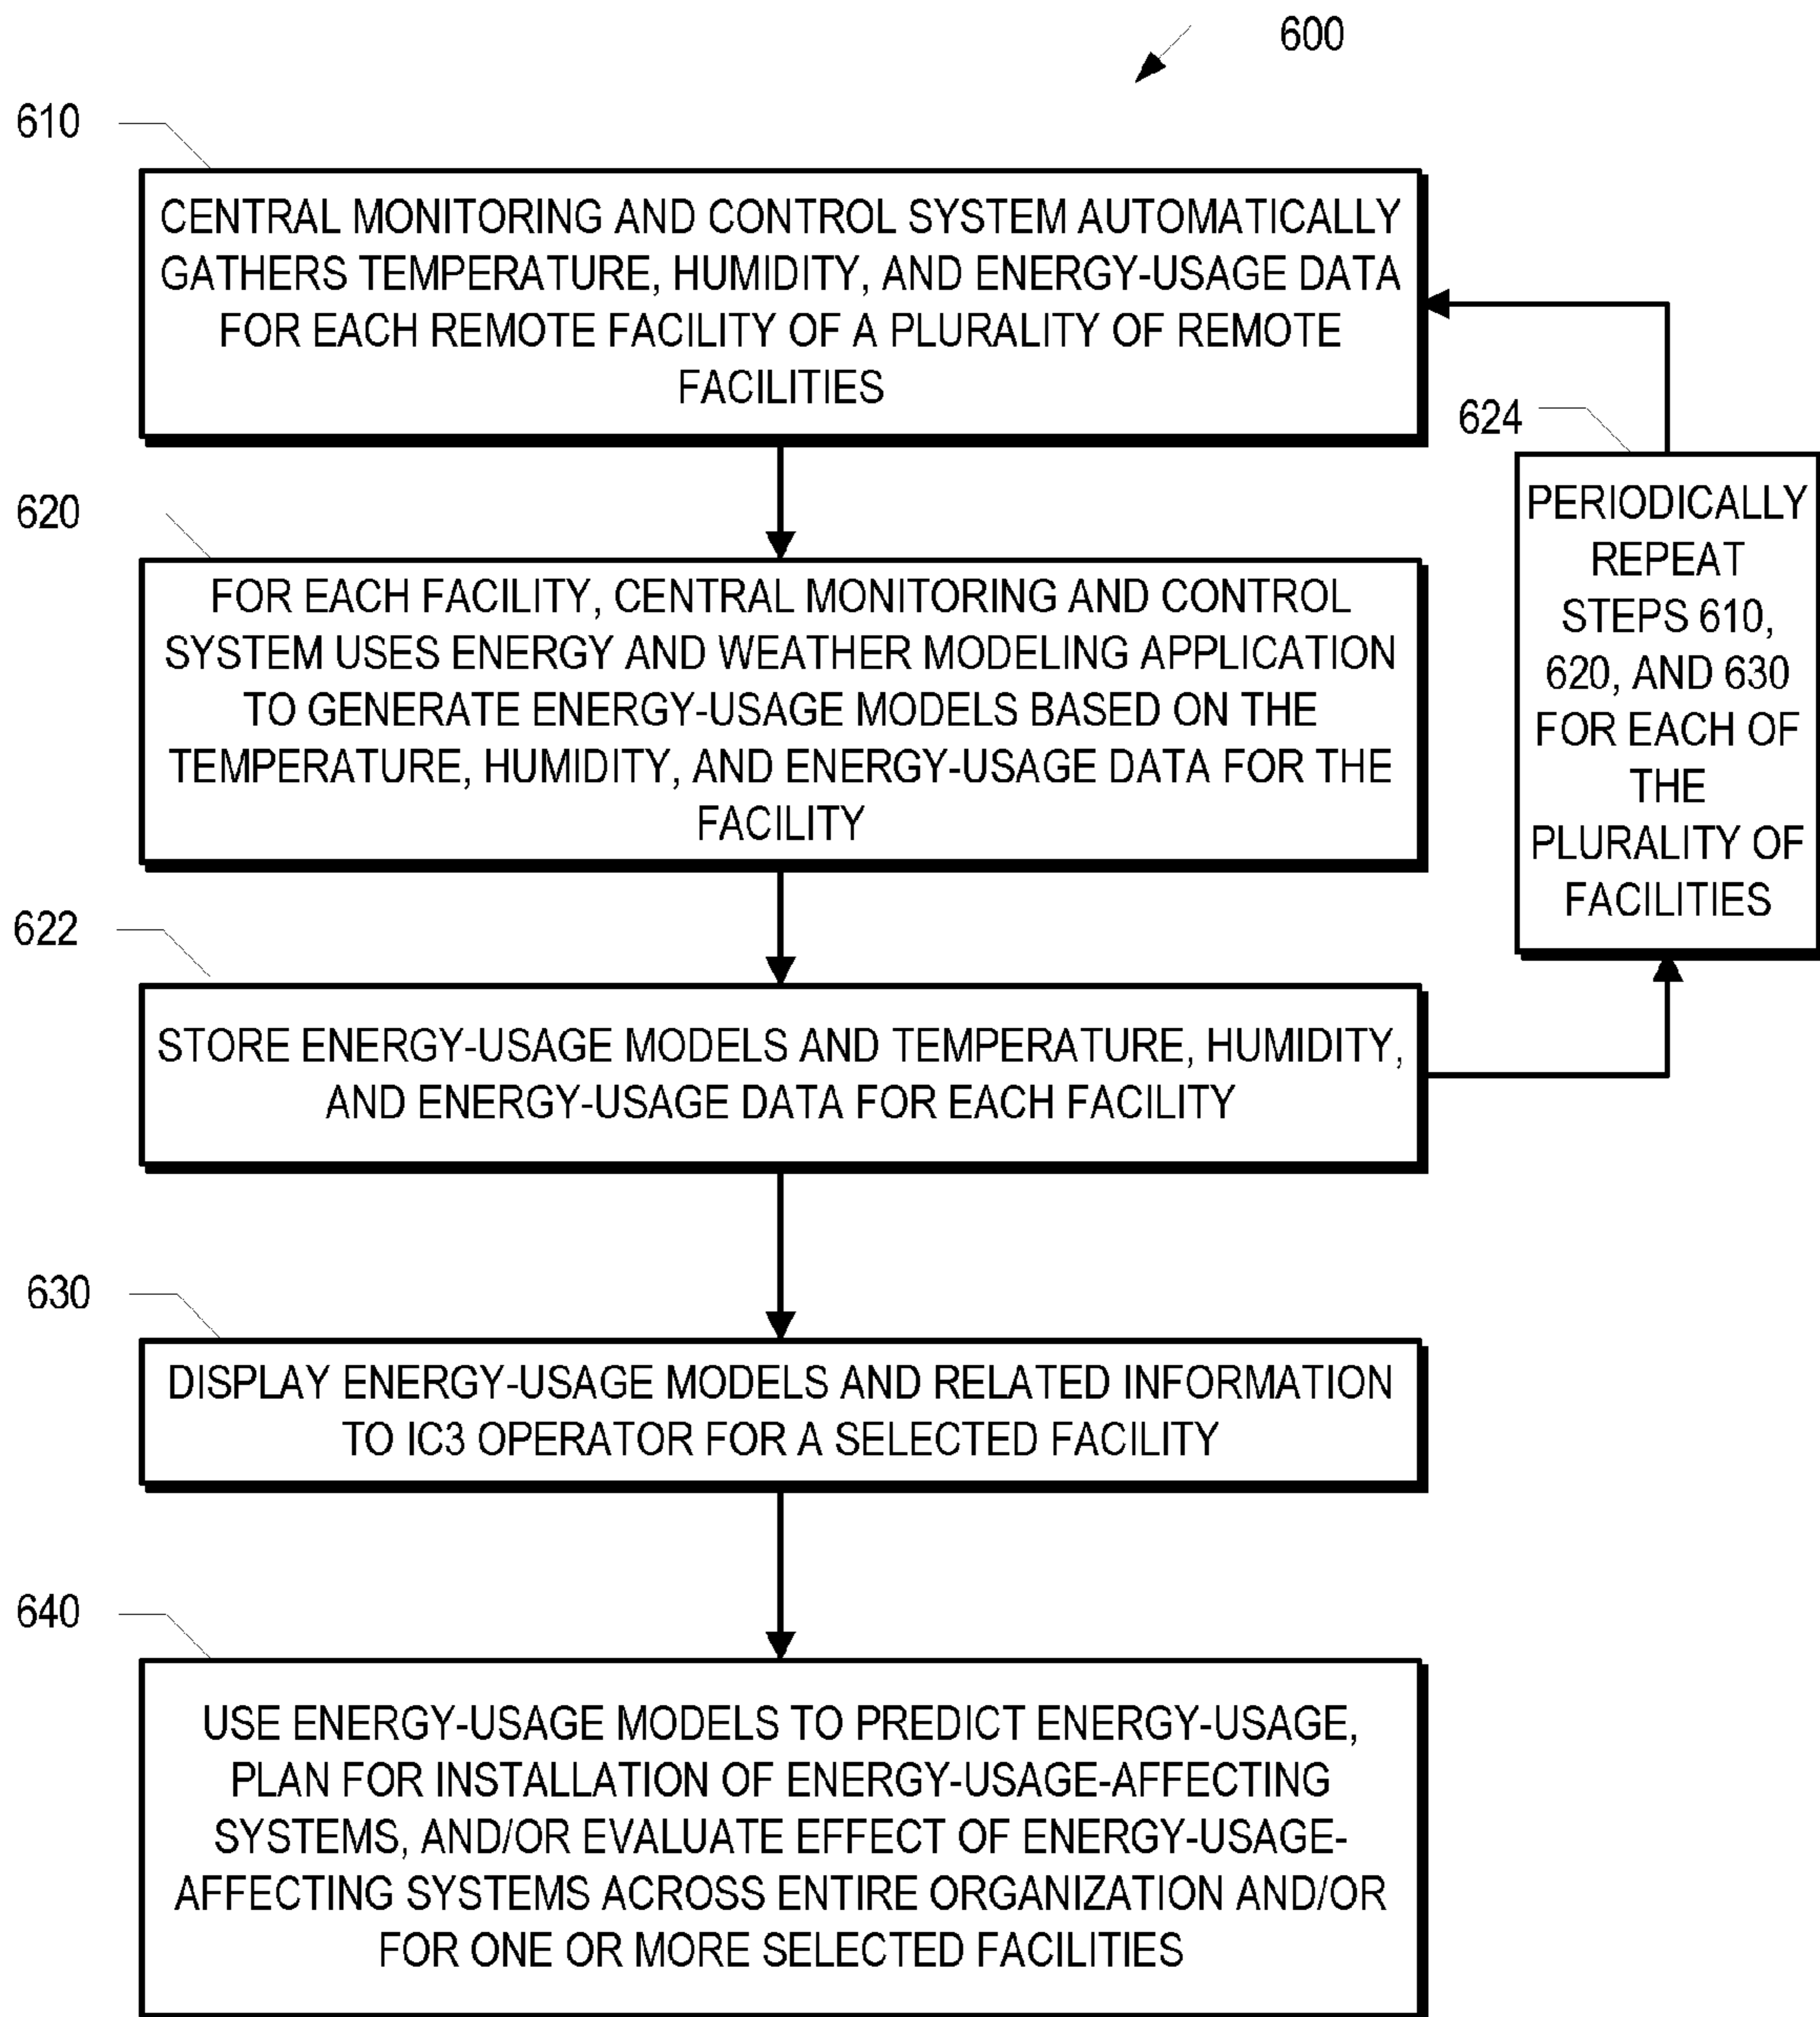 600
610
CENTRAL MONITORING AND CONTROL SYSTEM AUTOMATICALLY
GATHERS TEMPERATURE, HUMIDITY, AND ENERGY-USAGE DATA
FOR EACH REMOTE FACILITY OF A PLURALITY OF REMOTE
FACILITIES
620
FOR EACH FACILITY, CENTRAL MONITORING AND CONTROL
SYSTEM USES ENERGY AND WEATHER MODELING APPLICATION
TO GENERATE ENERGY-USAGE MODELS BASED ON THE
TEMPERATURE, HUMIDITY, AND ENERGY-USAGE DATA FOR THE
FACILITY
624
PERIODICALLY
REPEAT
STEPS 610,
620, AND 630
FOR EACH OF
THE
PLURALITY OF
FACILITIES
622
STORE ENERGY-USAGE MODELS AND TEMPERATURE, HUMIDITY,
AND ENERGY-USAGE DATA FOR EACH FACILITY
630
DISPLAY ENERGY-USAGE MODELS AND RELATED INFORMATION
TO IC3 OPERATOR FOR A SELECTED FACILITY
640
USE ENERGY-USAGE MODELS TO PREDICT ENERGY-USAGE,
PLAN FOR INSTALLATION OF ENERGY-USAGE-AFFECTING
SYSTEMS, AND/OR EVALUATE EFFECT OF ENERGY-USAGE-
AFFECTING SYSTEMS ACROSS ENTIRE ORGANIZATION AND/OR
FOR ONE OR MORE SELECTED FACILITIES